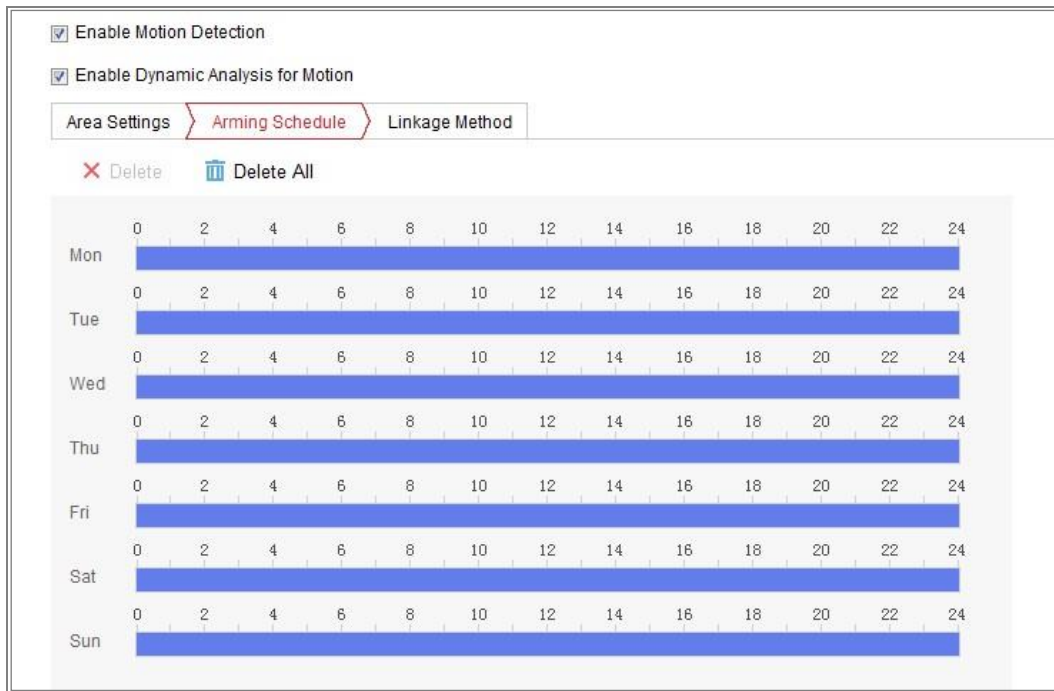 Enable Motion Detection
Enable Dynamic Analysis for Motion
Area Settings Arming Schedule Linkage Method
Delete Delete All
0 2 4 6 8 10 12 14 16 18 20 22 24
Mon
0 2 4 6 8 10 12 14 16 18 20 22 24
Tue
0 2 4 6 8 10 12 14 16 18 20 22 24
Wed
0 2 4 6 8 10 12 14 16 18 20 22 24
Thu
0 2 4 6 8 10 12 14 16 18 20 22 24
Fri
0 2 4 6 8 10 12 14 16 18 20 22 24
Sat
0 2 4 6 8 10 12 14 16 18 20 22 24
Sun